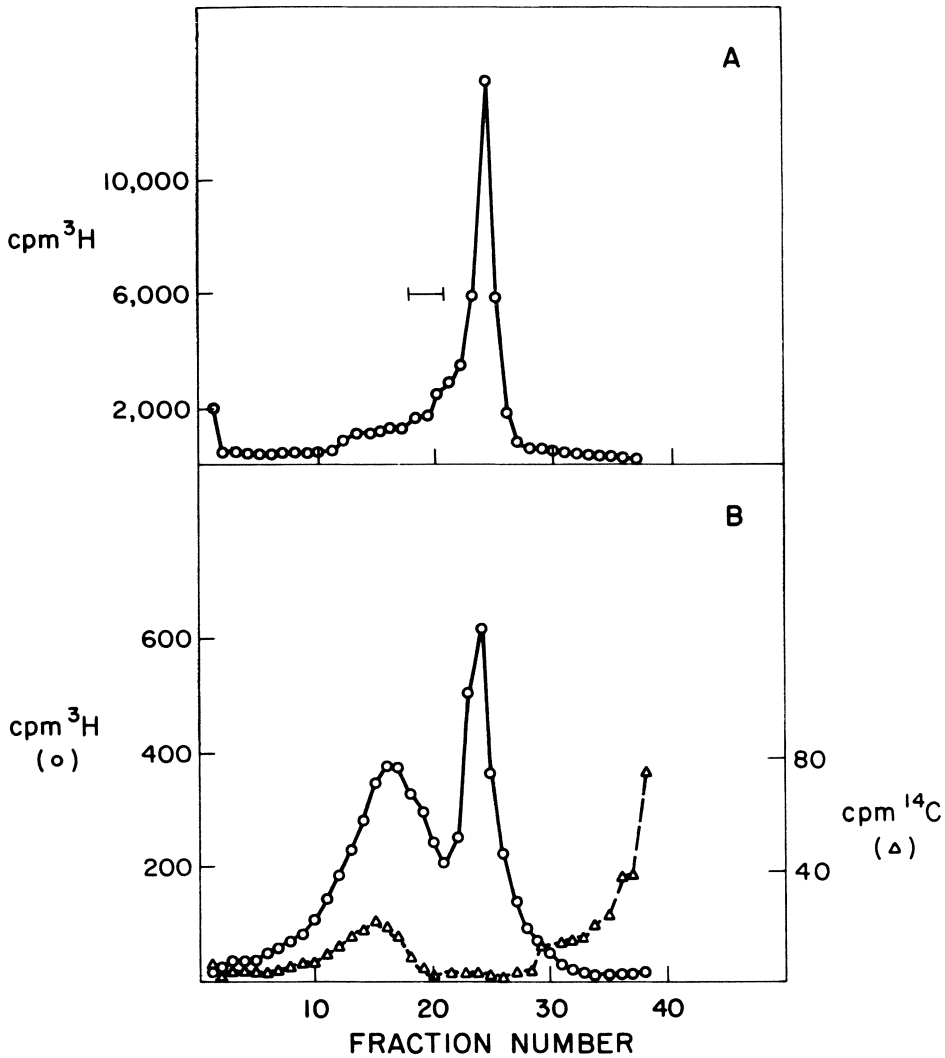 A
10,000
cpm ³H
6,000
2,000
B
600
cpm ³H
(o)
400
200
80
cpm ¹⁴C
(△)
40
10 20 30 40
FRACTION NUMBER